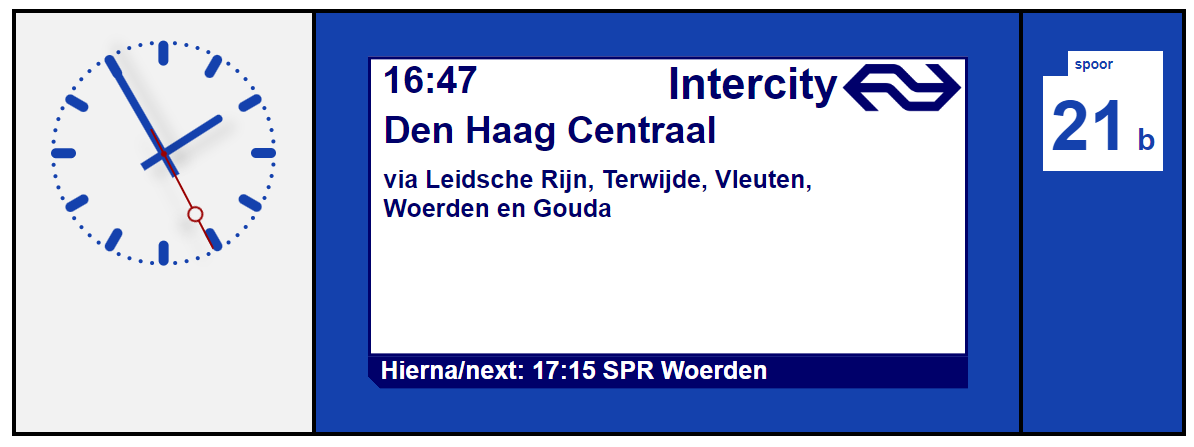 16:47
Intercity
Den Haag Centraal
via Leidsche Rijn, Terwijde, Vleuten,
Woerden en Gouda
Hierna/next: 17:15 SPR Woerden
spoor
21 b